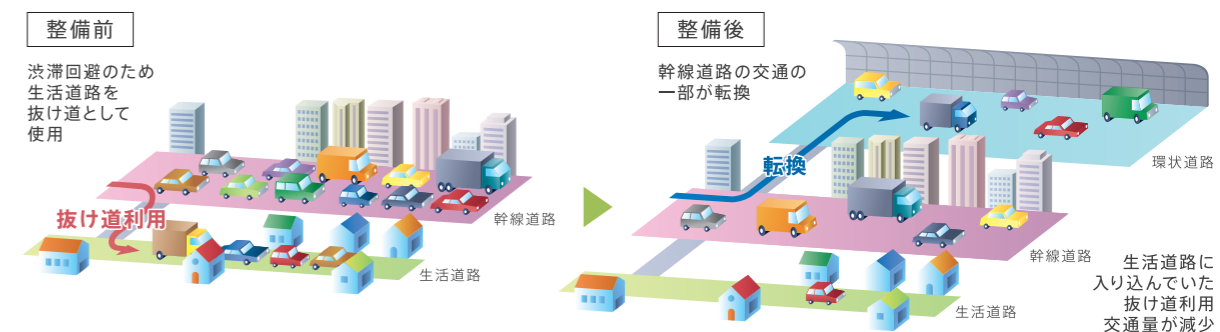 整備前
渋滞回避のため
生活道路を
抜け道として
使用
抜け道利用
幹線道路
生活道路
整備後
幹線道路の交通の
一部が転換
転換
環状道路
幹線道路
生活道路
生活道路に
入り込んでいた
抜け道利用
交通量が減少